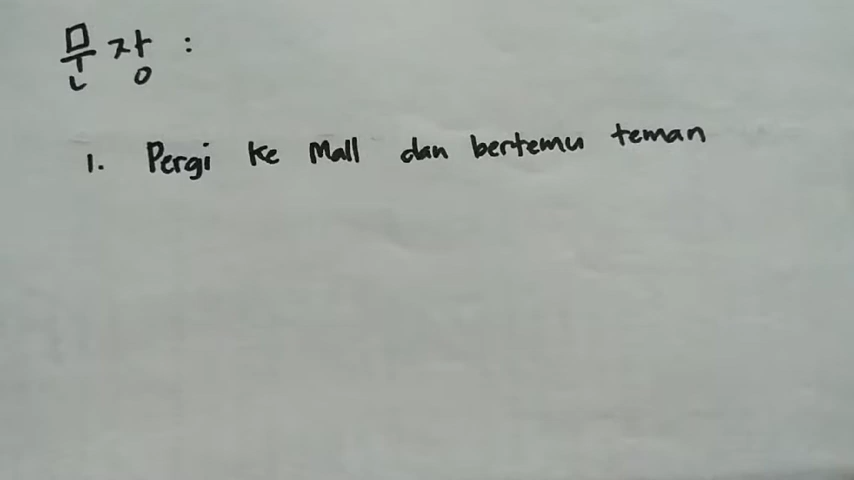 문장 :
1. Pergi ke Mall dan bertemu teman